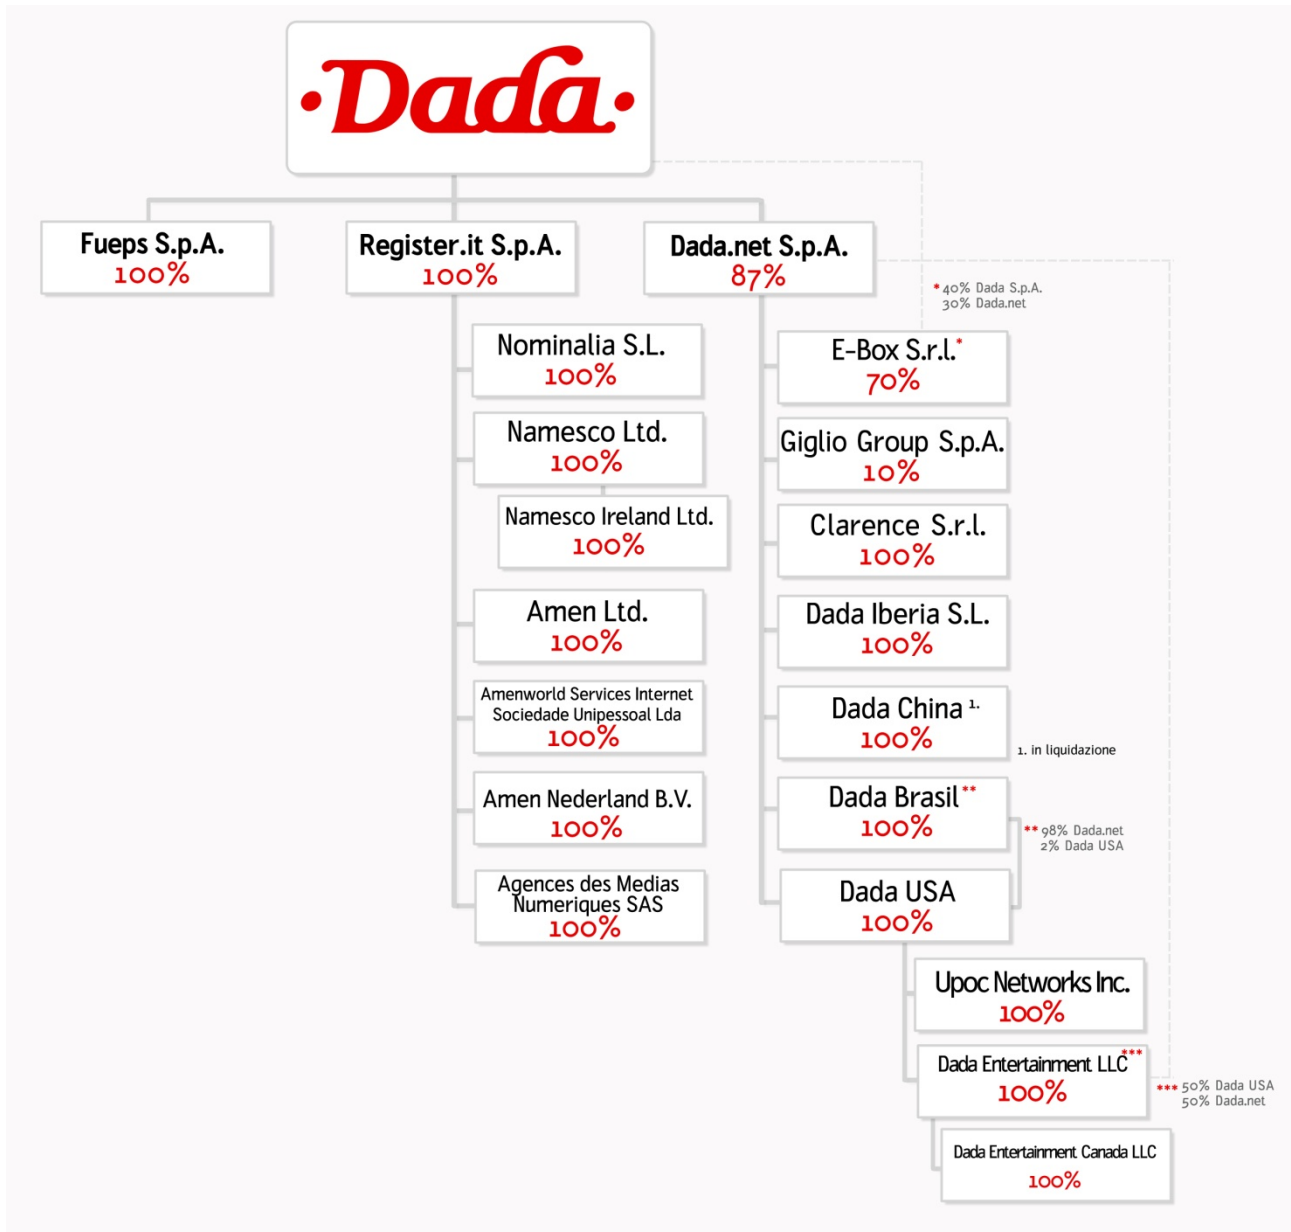 ·Dada·
Fueps S.p.A.
100%
Register.it S.p.A.
100%
Dada.net S.p.A.
87%
* 40% Dada S.p.A.
30% Dada.net
Nominalia S.L.
100%
Namesco Ltd.
100%
Namesco Ireland Ltd.
100%
Amen Ltd.
100%
Amenworld Services Internet
Sociedade Unipessoal Lda
100%
Amen Nederland B.V.
100%
Agences des Medias
Numeriques SAS
100%
E-Box S.r.l.*
70%
Giglio Group S.p.A.
10%
Clarence S.r.l.
100%
Dada Iberia S.L.
100%
Dada China 1.
100%
1. in liquidazione
Dada Brasil**
100%
** 98% Dada.net
2% Dada USA
Dada USA
100%
Upoc Networks Inc.
100%
Dada Entertainment LLC***
100%
*** 50% Dada USA
50% Dada.net
Dada Entertainment Canada LLC
100%